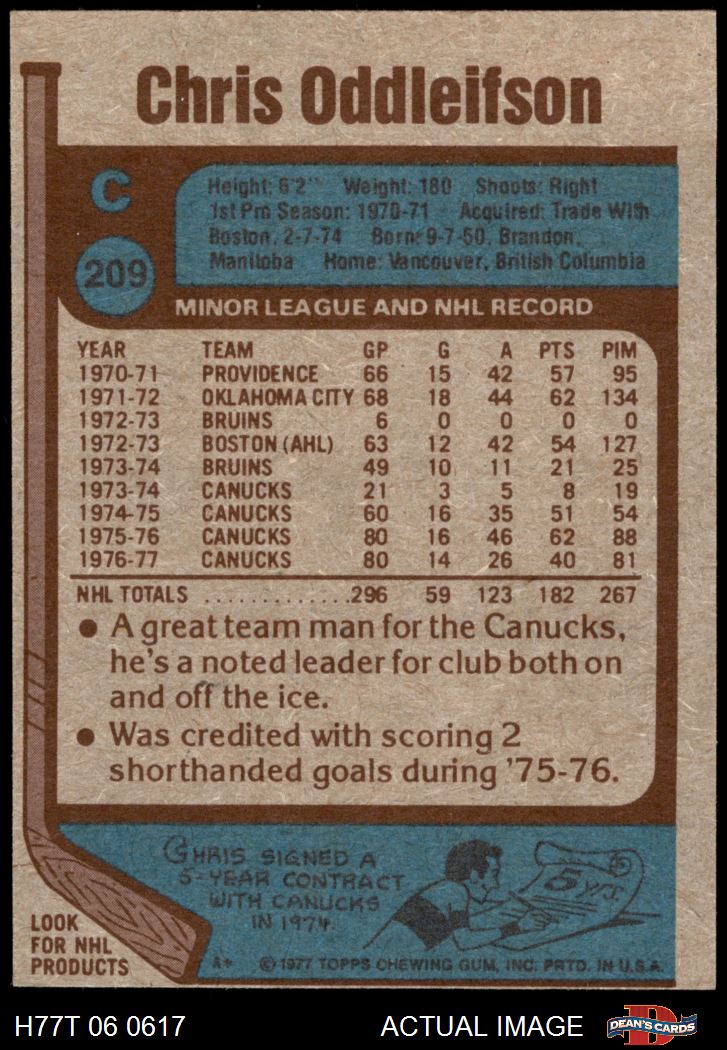 Chris Oddleifson
C
Height: 6'2" Weight: 180 Shoots: Right
1st Pro Season: 1970-71 Acquired: Trade With
Boston, 2-7-74 Born: 9-7-50, Brandon,
Manitoba Home: Vancouver, British Columbia
209
MINOR LEAGUE AND NHL RECORD
YEAR TEAM GP G A PTS PIM
1970-71 PROVIDENCE 66 15 42 57 95
1971-72 OKLAHOMA CITY 68 18 44 62 134
1972-73 BRUINS 6 0 0 0 0
1972-73 BOSTON (AHL) 63 12 42 54 127
1973-74 BRUINS 49 10 11 21 25
1973-74 CANUCKS 21 3 5 8 19
1974-75 CANUCKS 60 16 35 51 54
1975-76 CANUCKS 80 16 46 62 88
1976-77 CANUCKS 80 14 26 40 81
NHL TOTALS .............296 59 123 182 267
● A great team man for the Canucks,
he's a noted leader for club both on
and off the ice.
● Was credited with scoring 2
shorthanded goals during '75-76.
CHRIS SIGNED A
5-YEAR CONTRACT
WITH CANUCKS
IN 1974.
5 YRS.
LOOK
FOR NHL
PRODUCTS
A+ © 1977 TOPPS CHEWING GUM, INC. PRTD. IN U.S.A.
H77T 06 0617 ACTUAL IMAGE DEAN'S CARDS